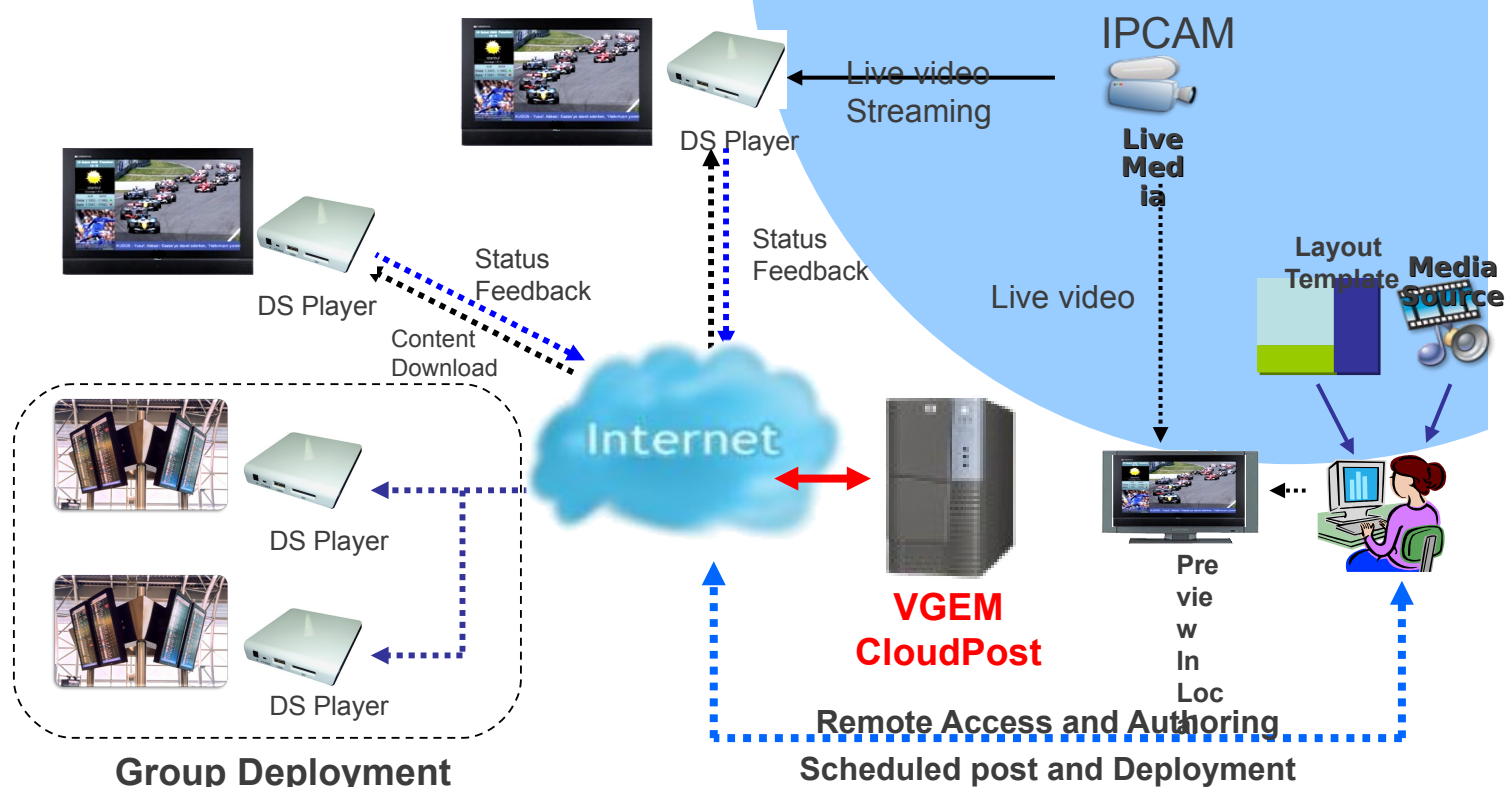 IPCAM
Live video
Streaming
DS Player
Live
Med
ia
Status
Feedback
Layout
Template
Media
Source
Status
Feedback
Live video
DS Player
Content
Download
Internet
DS Player
VGEM
CloudPost
Pre
vie
w
In
Loc
al
DS Player
Remote Access and Authoring
Group Deployment
Scheduled post and Deployment